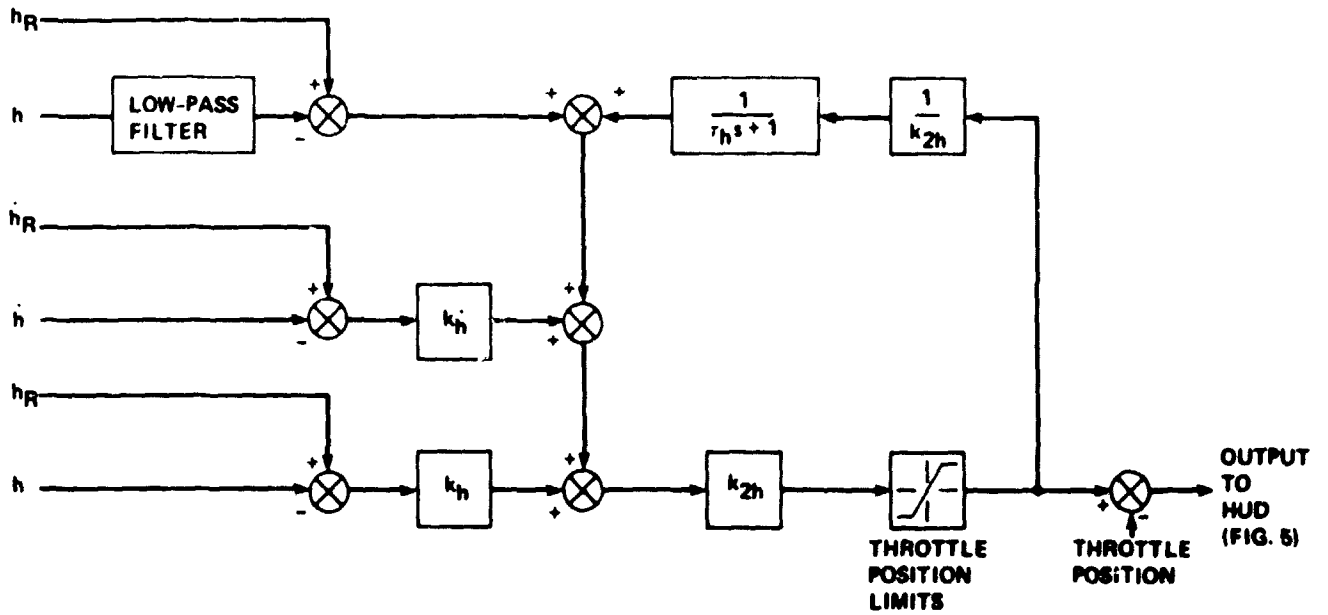 hR
h
LOW-PASS
FILTER
+
-
+
+
1
τh s + 1
1
k2h
ḣR
ḣ
+
-
kḣ
+
+
hR
h
+
-
kh
+
+
k2h
THROTTLE
POSITION
LIMITS
+
-
THROTTLE
POSITION
OUTPUT
TO
HUD
(FIG. 5)